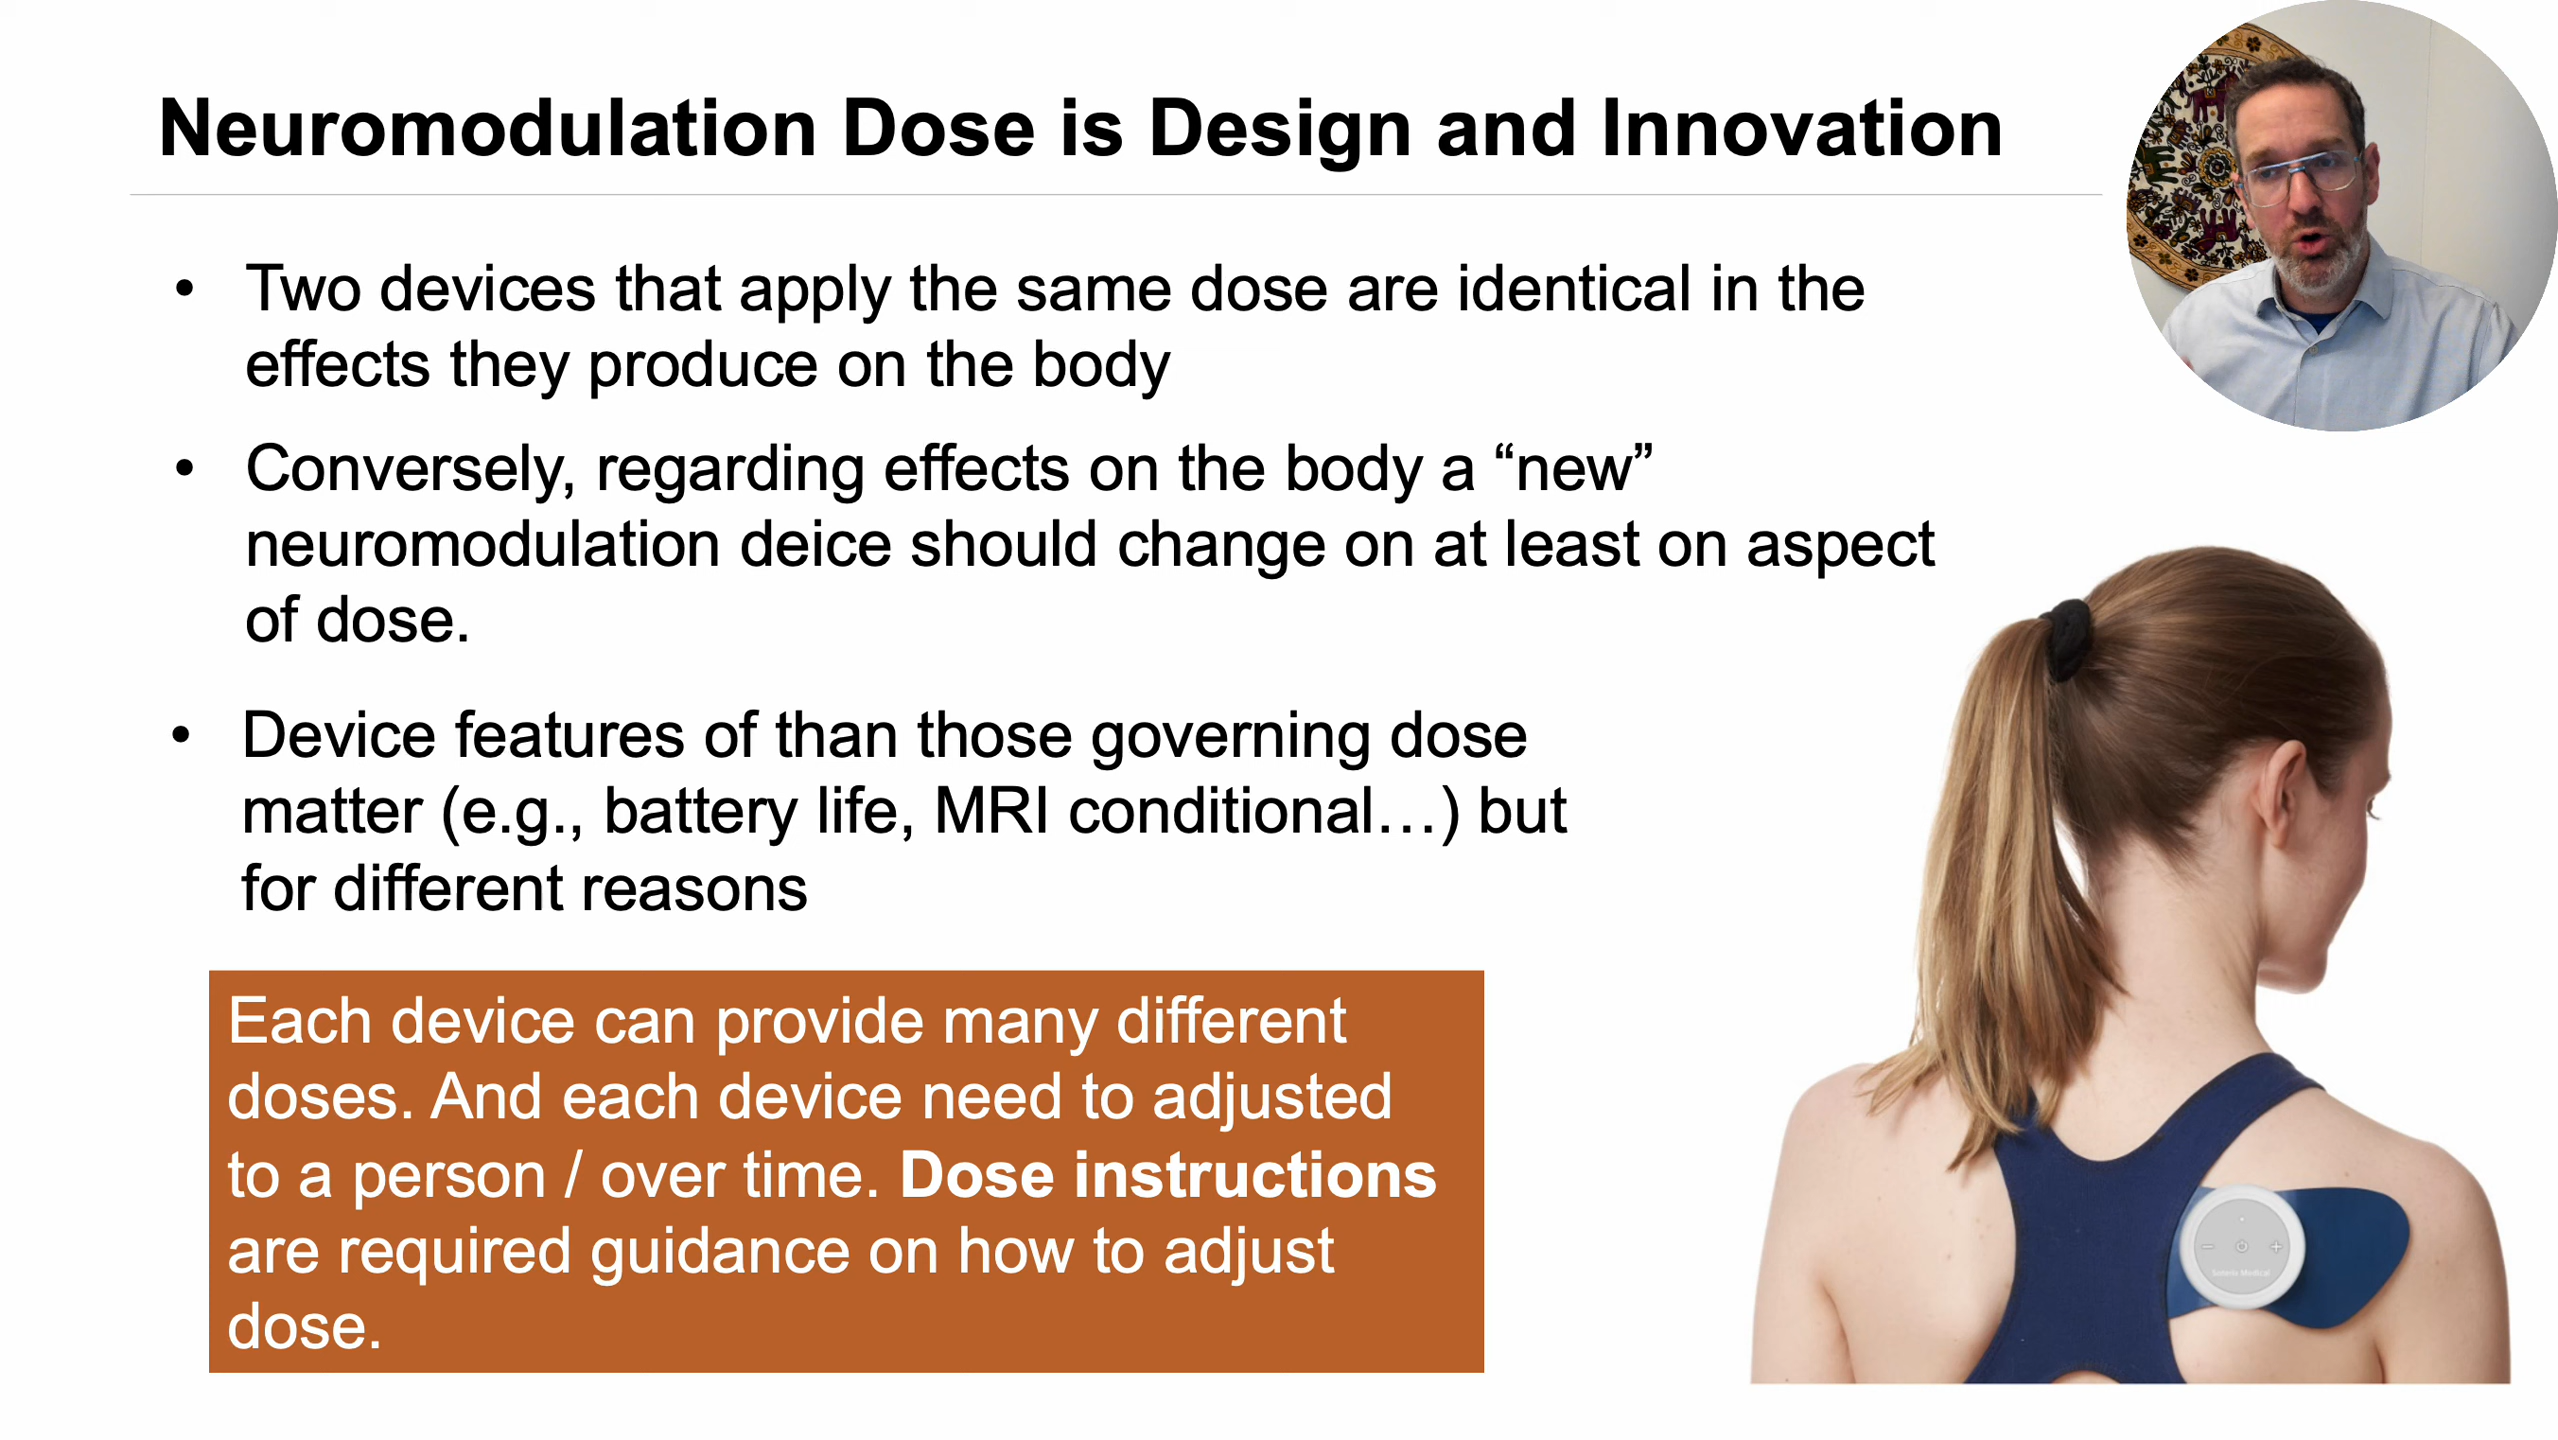 Neuromodulation Dose is Design and Innovation
• Two devices that apply the same dose are identical in the
effects they produce on the body
• Conversely, regarding effects on the body a “new”
neuromodulation deice should change on at least on aspect
of dose.
• Device features of than those governing dose
matter (e.g., battery life, MRI conditional…) but
for different reasons
Each device can provide many different
doses. And each device need to adjusted
to a person / over time. Dose instructions
are required guidance on how to adjust
dose.
Soterix Medical